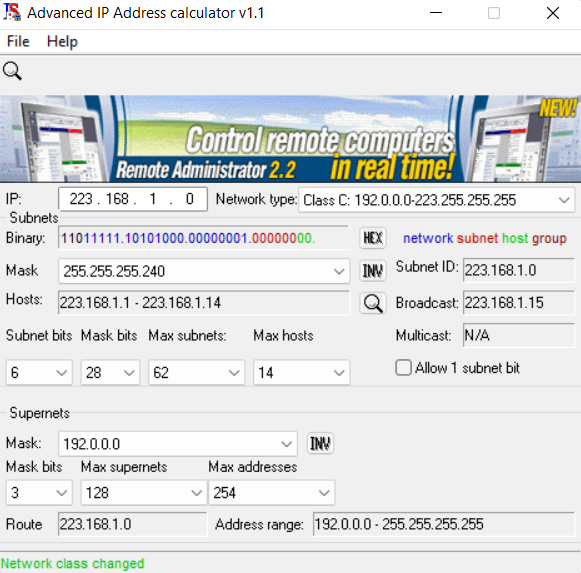 Advanced IP Address calculator v1.1
File Help
NEW!
Control remote computers
Remote Administrator 2.2 in real time!
IP: 223 . 168 . 1 . 0 Network type: Class C: 192.0.0.0-223.255.255.255
Subnets
Binary: 11011111.10101000.00000001.00000000. HEX network subnet host group
Mask 255.255.255.240 INV Subnet ID: 223.168.1.0
Hosts: 223.168.1.1 - 223.168.1.14 Broadcast: 223.168.1.15
Subnet bits Mask bits Max subnets: Max hosts Multicast: N/A
6 28 62 14 Allow 1 subnet bit
Supernets
Mask: 192.0.0.0 INV
Mask bits Max supernets Max addresses
3 128 254
Route 223.168.1.0 Address range: 192.0.0.0 - 255.255.255.255
Network class changed